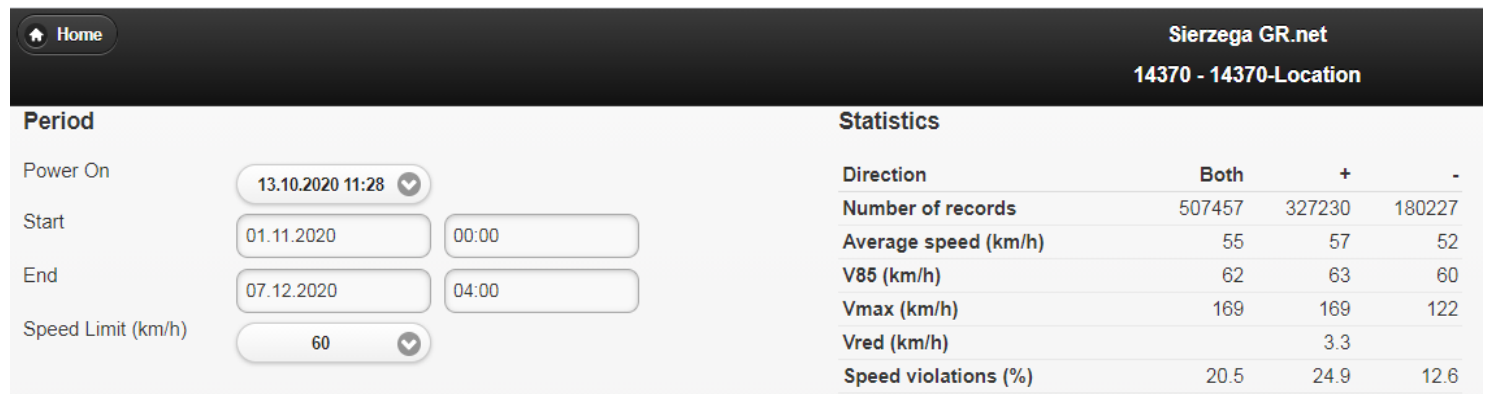 Home
Sierzega GR.net
14370 - 14370-Location
Period
Power On 13.10.2020 11:28
Start 01.11.2020 00:00
End 07.12.2020 04:00
Speed Limit (km/h) 60
Statistics
Direction Both + -
Number of records 507457 327230 180227
Average speed (km/h) 55 57 52
V85 (km/h) 62 63 60
Vmax (km/h) 169 169 122
Vred (km/h) 3.3
Speed violations (%) 20.5 24.9 12.6